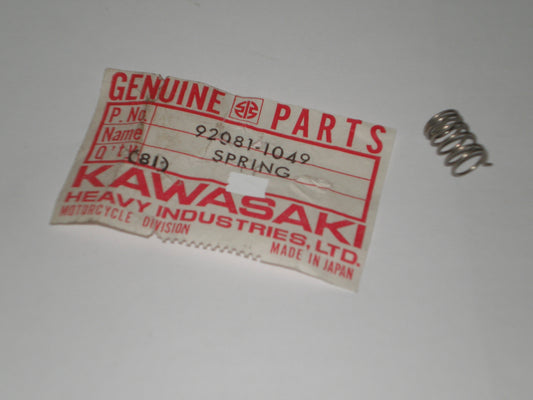 GENUINE PARTS
P. No. 92081-1049
Name SPRING
Q'ty (81)
KAWASAKI
HEAVY INDUSTRIES, LTD.
MOTORCYCLE DIVISION MADE IN JAPAN